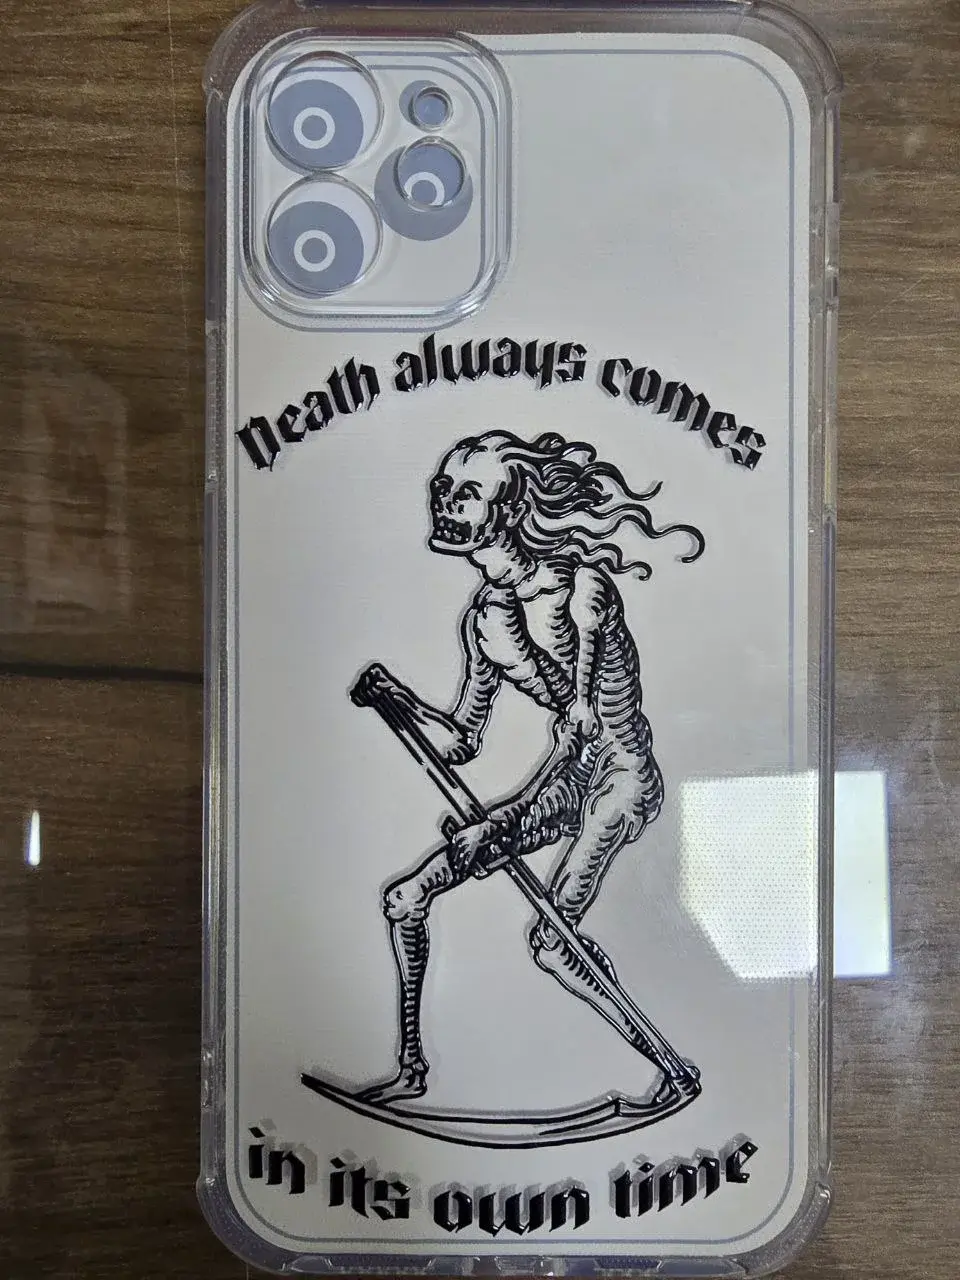 Death always comes
in its own time